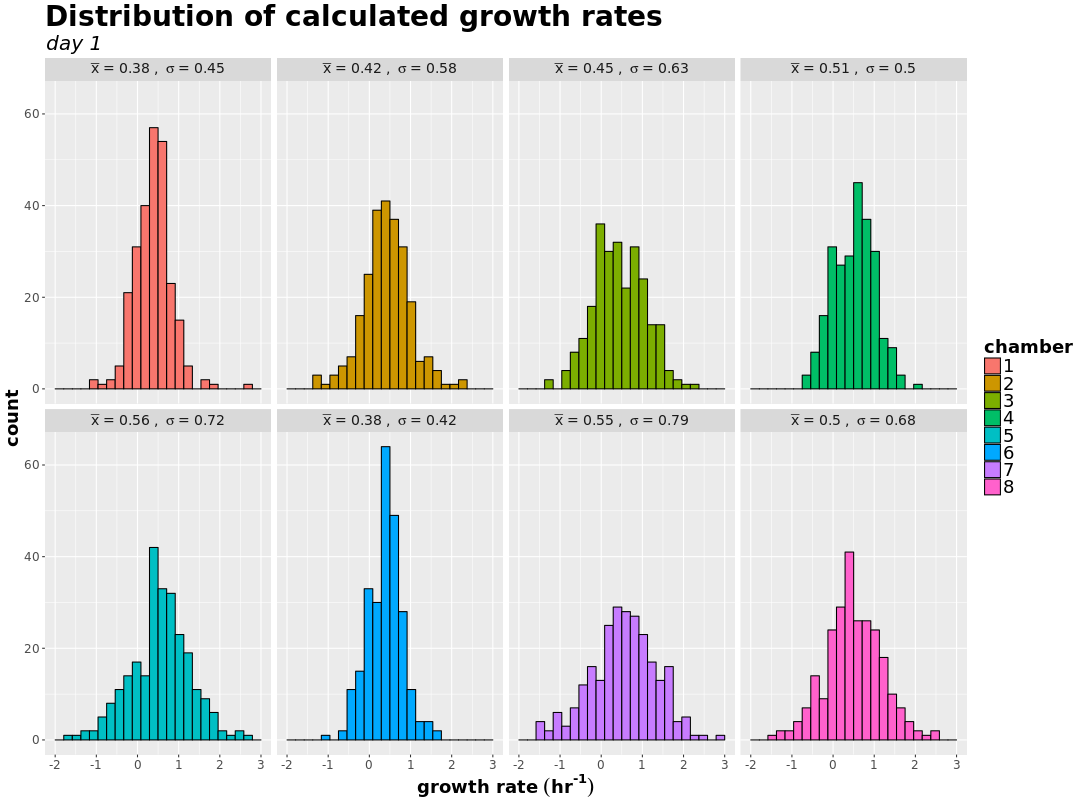 Distribution of calculated growth rates
day 1
x̅ = 0.38 , σ = 0.45
x̅ = 0.42 , σ = 0.58
x̅ = 0.45 , σ = 0.63
x̅ = 0.51 , σ = 0.5
60
40
20
0
x̅ = 0.56 , σ = 0.72
x̅ = 0.38 , σ = 0.42
x̅ = 0.55 , σ = 0.79
x̅ = 0.5 , σ = 0.68
60
40
20
0
-2 -1 0 1 2 3
-2 -1 0 1 2 3
-2 -1 0 1 2 3
-2 -1 0 1 2 3
count
growth rate (hr⁻¹)
chamber
1
2
3
4
5
6
7
8